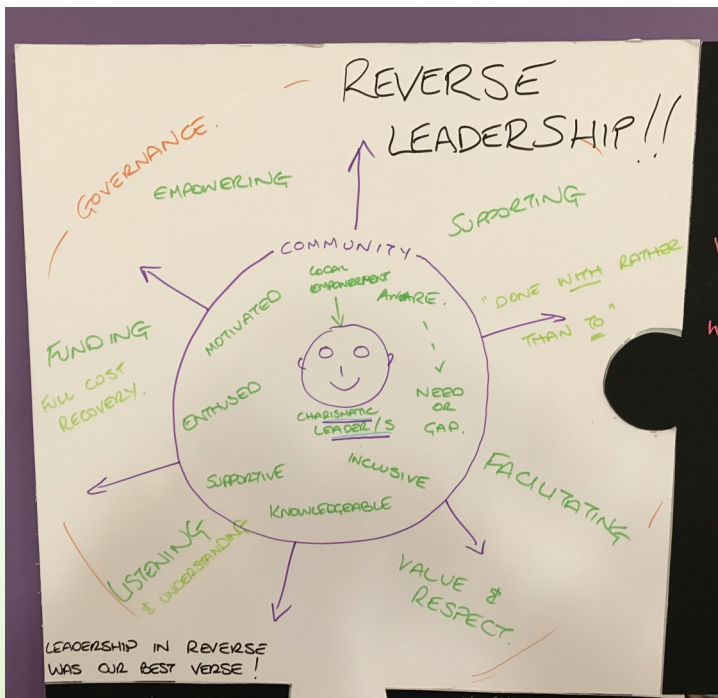 REVERSE
LEADERSHIP!!
GOVERNANCE.
EMPOWERING
SUPPORTING
COMMUNITY
LOCAL
EMPOWERMENT
AWARE.
MOTIVATED
"DONE WITH RATHER
THAN TO"
FUNDING
FULL COST
RECOVERY.
ENTHUSED
NEED
OR
GAP.
CHARISMATIC
LEADER/S
INCLUSIVE
SUPPORTIVE
KNOWLEDGEABLE
FACILITATING
LISTENING
& UNDERSTANDING
VALUE &
RESPECT.
LEADERSHIP IN REVERSE
WAS OUR BEST VERSE!